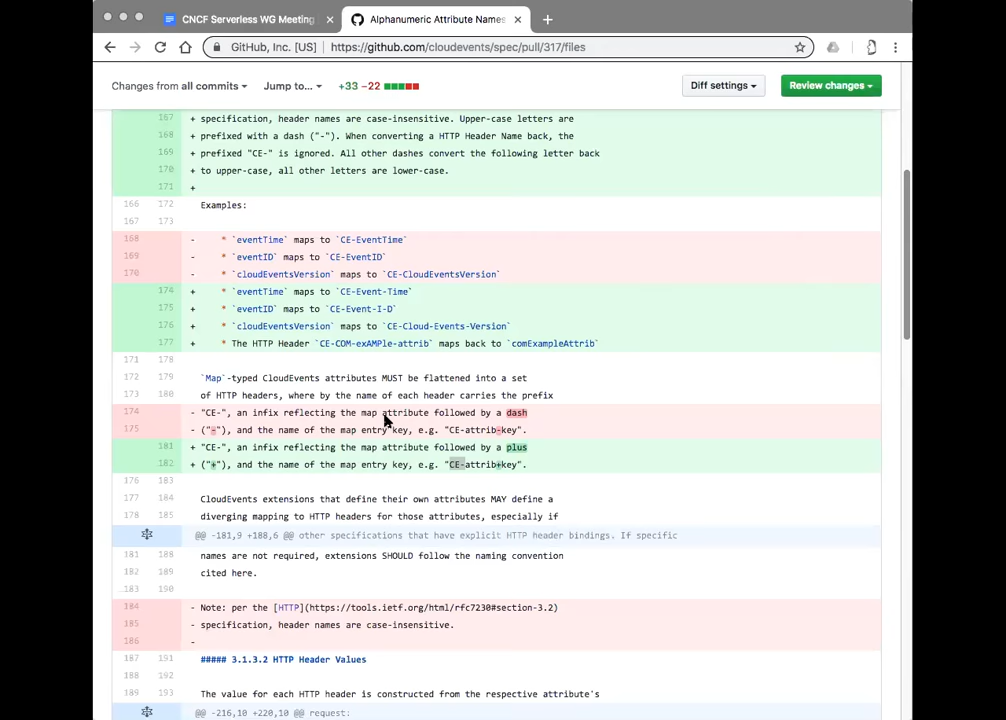 CNCF Serverless WG Meeting × Alphanumeric Attribute Names × +
GitHub, Inc. [US] | https://github.com/cloudevents/spec/pull/317/files
Changes from all commits Jump to... +33 −22 Diff settings Review changes
167 + specification, header names are case-insensitive. Upper-case letters are
168 + prefixed with a dash ("-"). When converting a HTTP Header Name back, the
169 + prefixed "CE-" is ignored. All other dashes convert the following letter back
170 + to upper-case, all other letters are lower-case.
171 +
166 172 Examples:
167 173
168 - * `eventTime` maps to `CE-EventTime`
169 - * `eventID` maps to `CE-EventID`
170 - * `cloudEventsVersion` maps to `CE-CloudEventsVersion`
174 + * `eventTime` maps to `CE-Event-Time`
175 + * `eventID` maps to `CE-Event-I-D`
176 + * `cloudEventsVersion` maps to `CE-Cloud-Events-Version`
177 + * The HTTP Header `CE-COM-exAMPle-attrib` maps back to `comExampleAttrib`
171 178
172 179 `Map`-typed CloudEvents attributes MUST be flattened into a set
173 180 of HTTP headers, where by the name of each header carries the prefix
174 - "CE-", an infix reflecting the map attribute followed by a dash
175 - ("-"), and the name of the map entry key, e.g. "CE-attrib-key".
181 + "CE-", an infix reflecting the map attribute followed by a plus
182 + ("+"), and the name of the map entry key, e.g. "CE-attrib+key".
176 183
177 184 CloudEvents extensions that define their own attributes MAY define a
178 185 diverging mapping to HTTP headers for those attributes, especially if
@@ -181,9 +188,6 @@ other specifications that have explicit HTTP header bindings. If specific
181 188 names are not required, extensions SHOULD follow the naming convention
182 189 cited here.
183 190
184 - Note: per the [HTTP](https://tools.ietf.org/html/rfc7230#section-3.2)
185 - specification, header names are case-insensitive.
186 -
187 191 ##### 3.1.3.2 HTTP Header Values
188 192
189 193 The value for each HTTP header is constructed from the respective attribute's
@@ -216,10 +220,10 @@ request: